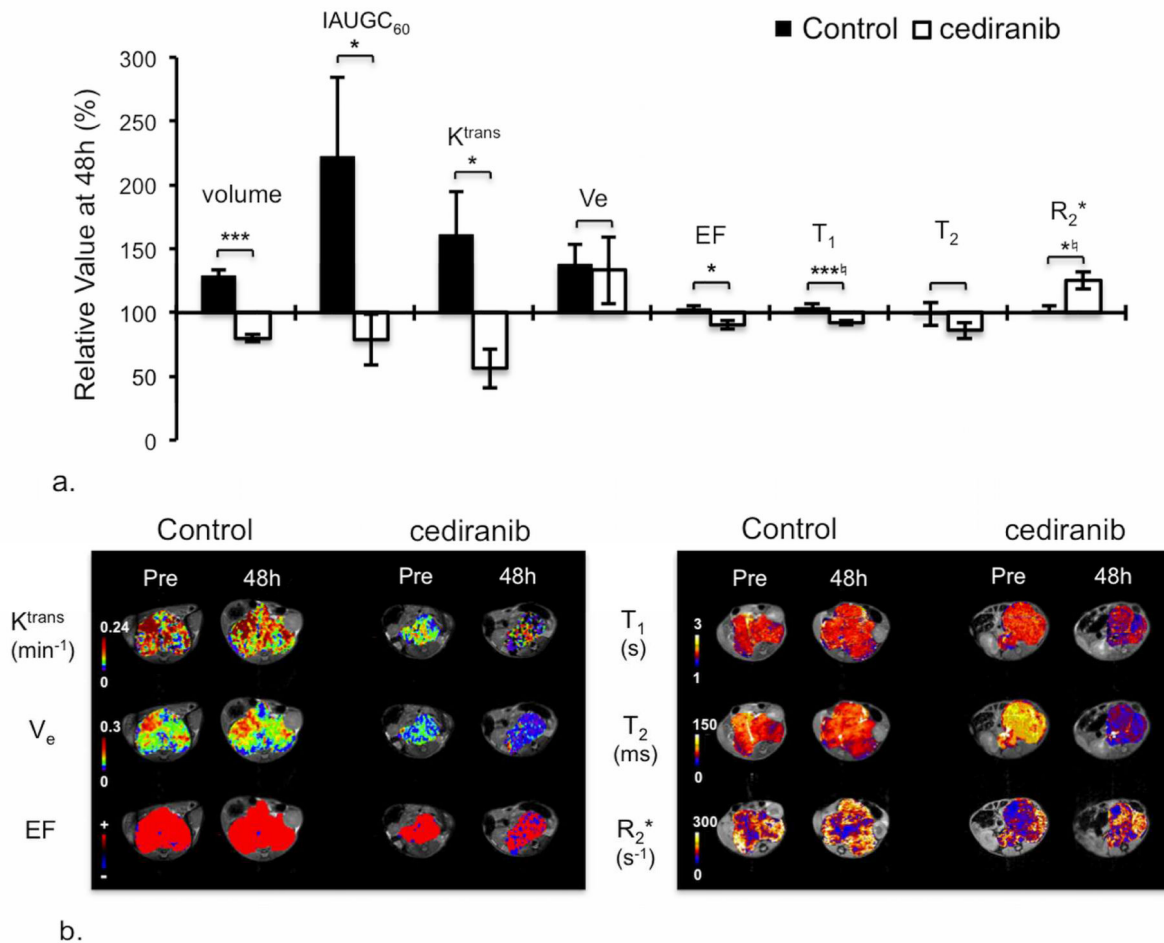 IAUGC60
■ Control □ cediranib
300
250
200
150
100
50
0
Relative Value at 48h (%)
volume
***
*
Ktrans
*
Ve
EF
*
T1
***♮
T2
R2*
*♮
a.
Control cediranib
Pre 48h Pre 48h
Ktrans
(min-1)
0.24
0
Ve
0.3
0
EF
+
-
Control cediranib
Pre 48h Pre 48h
T1
(s)
3
1
T2
(ms)
150
0
R2*
(s-1)
300
0
b.